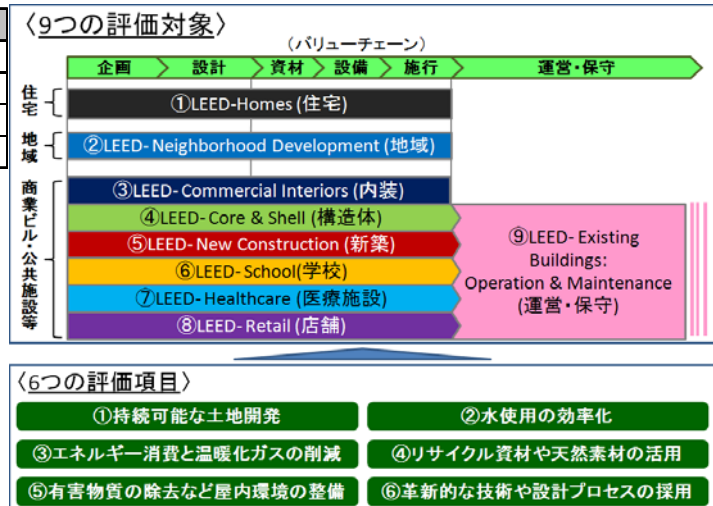 〈9つの評価対象〉
（バリューチェーン）
企画 設計 資材 設備 施行 運営・保守
住宅
①LEED-Homes (住宅)
地域
②LEED- Neighborhood Development (地域)
商業ビル・公共施設等
③LEED- Commercial Interiors (内装)
④LEED- Core & Shell (構造体)
⑤LEED- New Construction (新築)
⑥LEED- School(学校)
⑦LEED- Healthcare (医療施設)
⑧LEED- Retail (店舗)
⑨LEED- Existing
Buildings:
Operation & Maintenance
(運営・保守)
〈6つの評価項目〉
①持続可能な土地開発
②水使用の効率化
③エネルギー消費と温暖化ガスの削減
④リサイクル資材や天然素材の活用
⑤有害物質の除去など屋内環境の整備
⑥革新的な技術や設計プロセスの採用